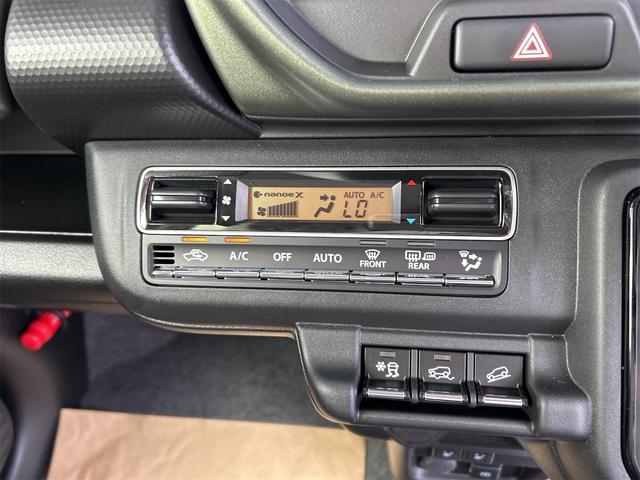 nanoe X AUTO A/C
LO
A/C OFF AUTO FRONT REAR